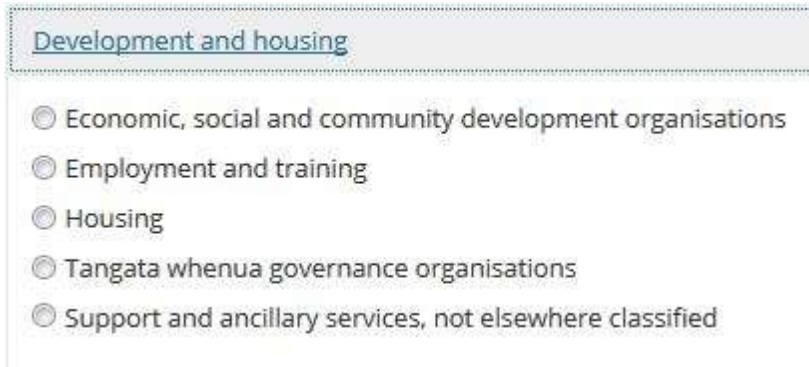 Development and housing
Economic, social and community development organisations
Employment and training
Housing
Tangata whenua governance organisations
Support and ancillary services, not elsewhere classified